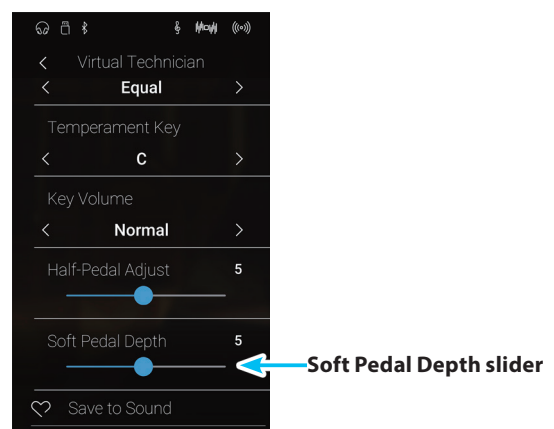 Virtual Technician
Equal
Temperament Key
C
Key Volume
Normal
Half-Pedal Adjust 5
Soft Pedal Depth 5
Soft Pedal Depth slider
Save to Sound